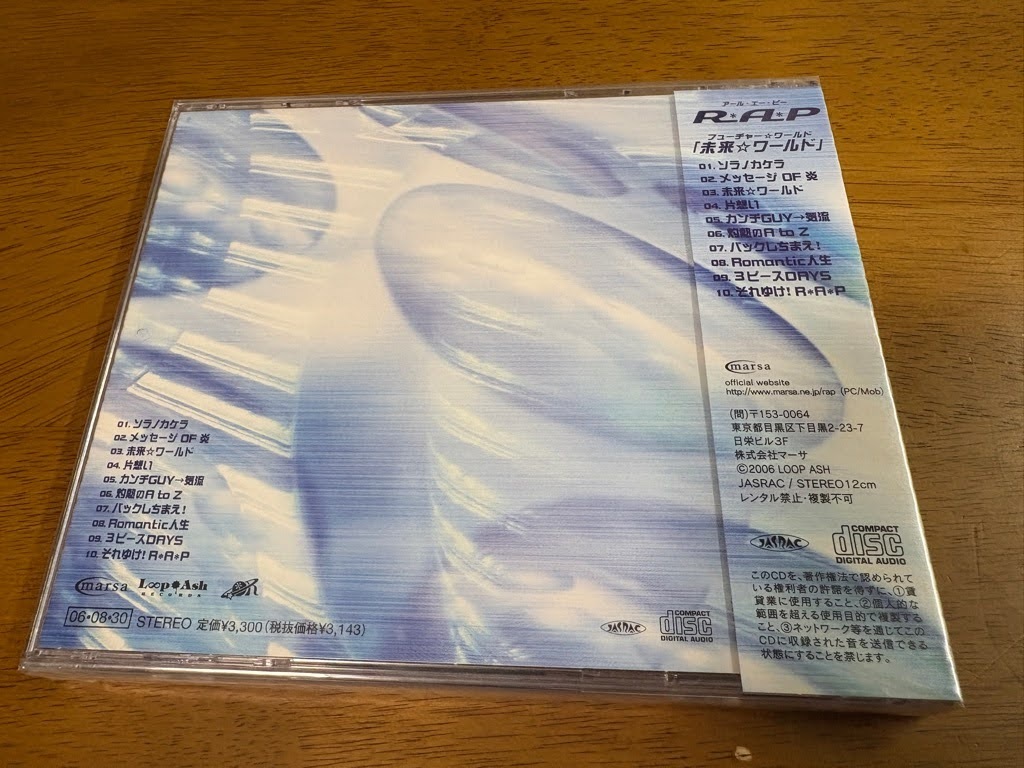 01. ソラノカケラ
02. メッセージ OF 炎
03. 未来☆ワールド
04. 片想い
05. カンチGUY→気流
06. 灼熱のA to Z
07. バックしちまえ!
08. Romantic人生
09. 3ピースDAYS
10. それゆけ! R*A*P
marsa Loop Ash RECORDS
06・08・30 STEREO 定価¥3,300(税抜価格¥3,143)
JASRAC COMPACT disc DIGITAL AUDIO
アール・エー・ピー
R*A*P
フューチャー☆ワールド
「未来☆ワールド」
01. ソラノカケラ
02. メッセージ OF 炎
03. 未来☆ワールド
04. 片想い
05. カンチGUY→気流
06. 灼熱のA to Z
07. バックしちまえ!
08. Romantic人生
09. 3ピースDAYS
10. それゆけ! R*A*P
marsa
official website
http://www.marsa.ne.jp/rap (PC/Mob)
(問)〒153-0064
東京都目黒区下目黒2-23-7
日栄ビル3F
株式会社マーサ
©2006 LOOP ASH
JASRAC / STEREO12cm
レンタル禁止・複製不可
JASRAC COMPACT disc DIGITAL AUDIO
このCDを、著作権法で認められて
いる権利者の許諾を得ずに、①賃
貸業に使用すること、②個人的な
範囲を超える使用目的で複製する
こと、③ネットワーク等を通じてこの
CDに収録された音を送信できる
状態にすることを禁じます。